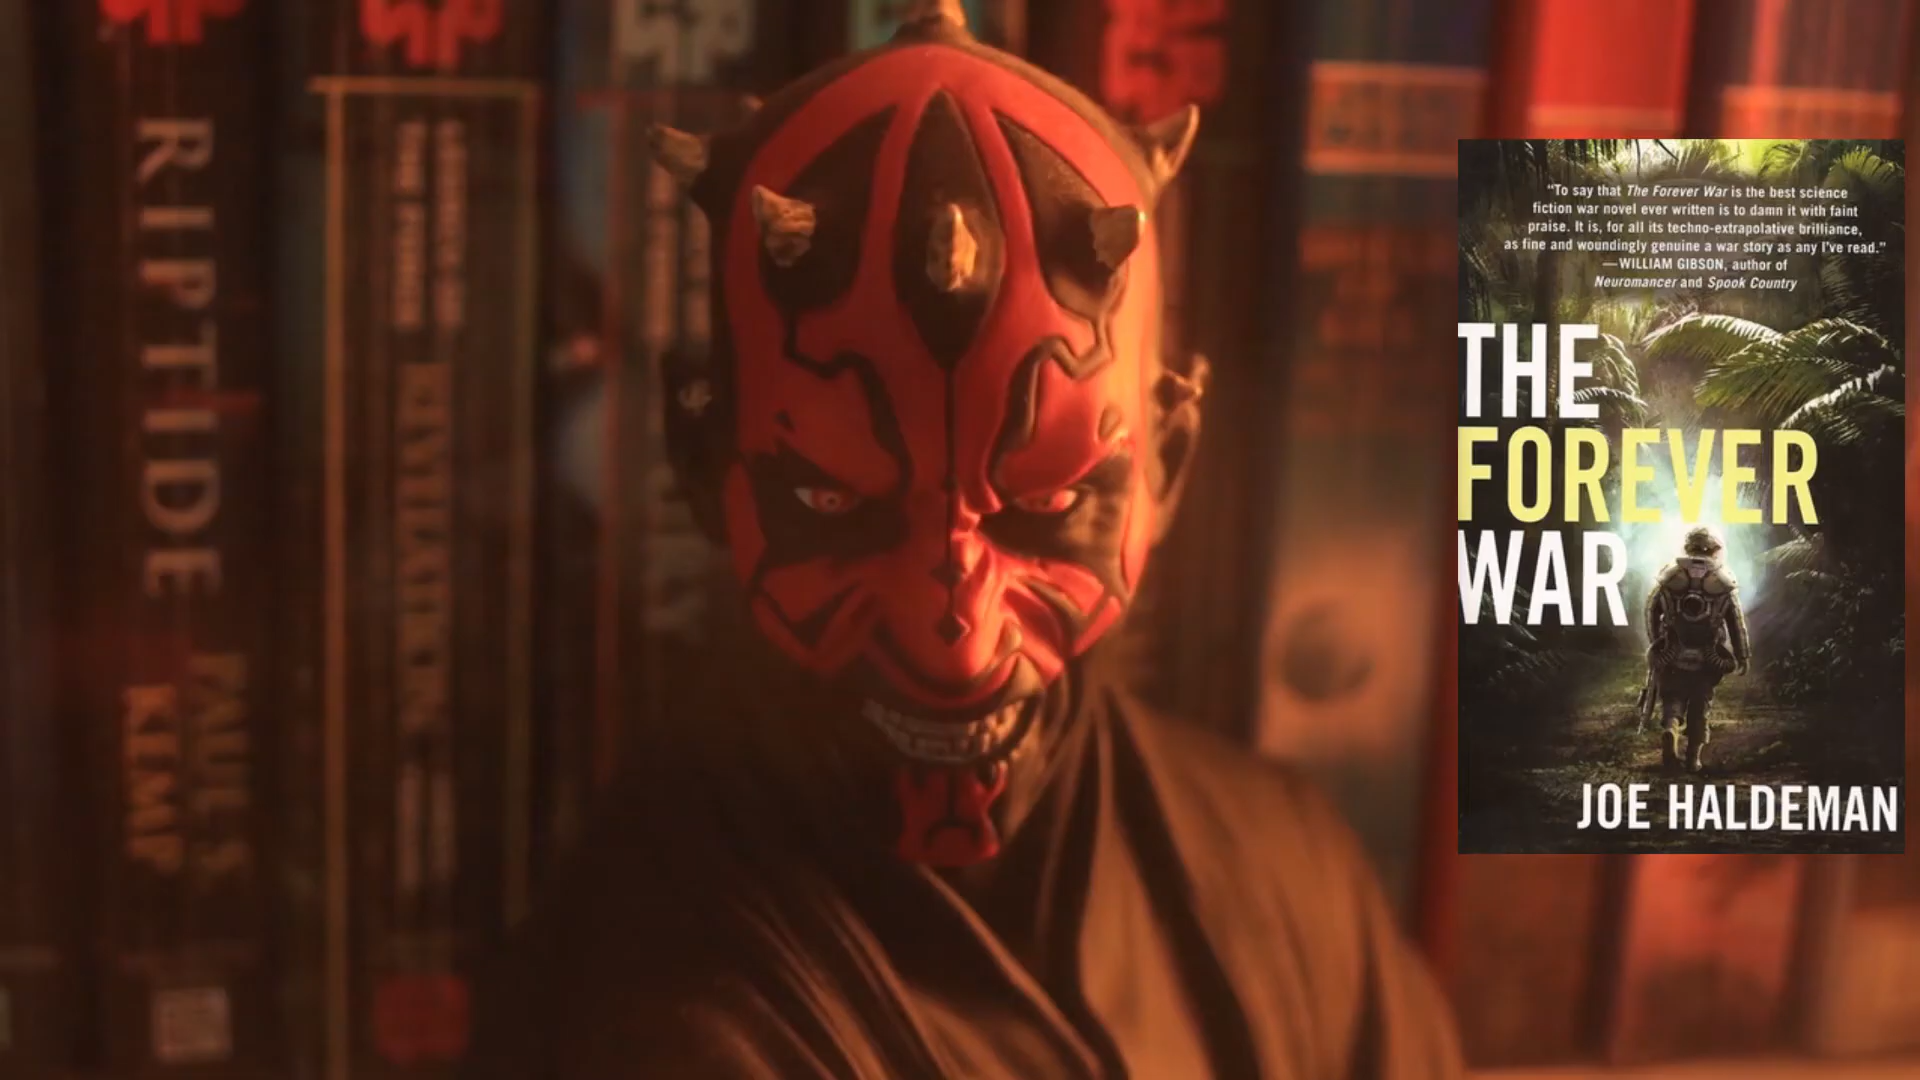 RIPTIDE
PAUL S.
KEMP
REVELATION
“To say that The Forever War is the best science
fiction war novel ever written is to damn it with faint
praise. It is, for all its techno-extrapolative brilliance,
as fine and woundingly genuine a war story as any I’ve read.”
—WILLIAM GIBSON, author of
Neuromancer and Spook Country
THE
FOREVER
WAR
JOE HALDEMAN